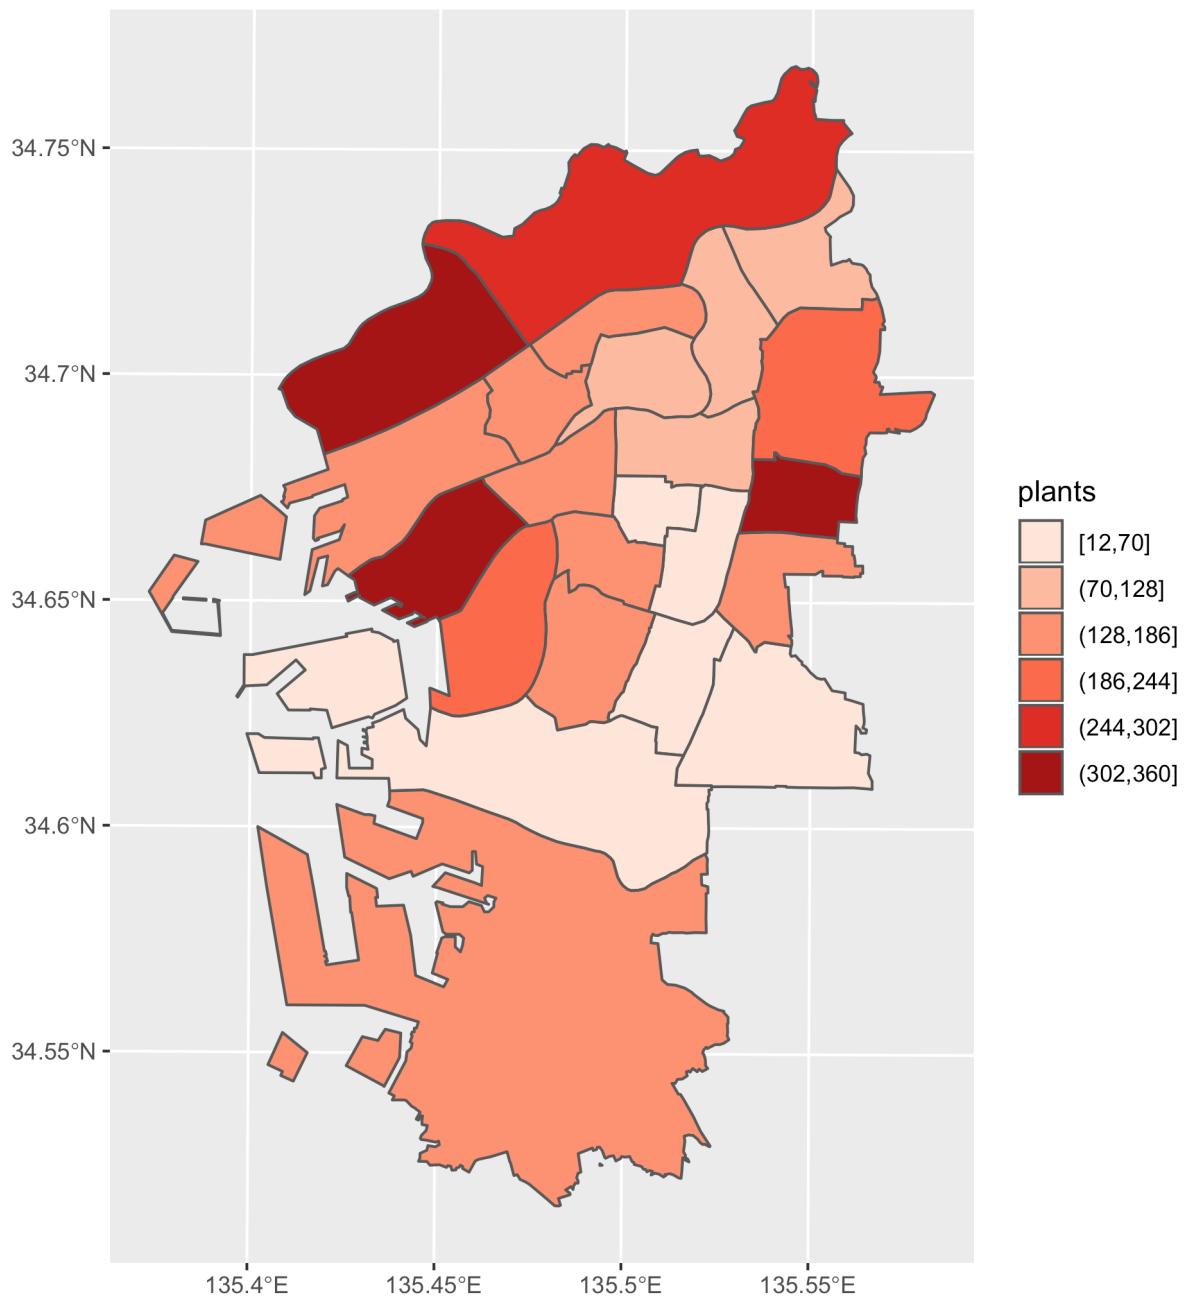 34.75°N
34.7°N
34.65°N
34.6°N
34.55°N
135.4°E
135.45°E
135.5°E
135.55°E
plants
[12,70]
(70,128]
(128,186]
(186,244]
(244,302]
(302,360]